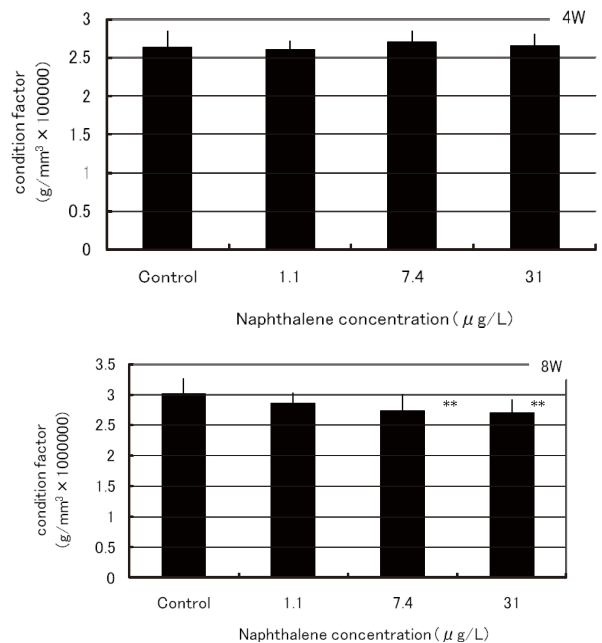 3
4W
2.5
2
1.5
1
0.5
0
condition factor
(g/mm³ × 100000)
Control 1.1 7.4 31
Naphthalene concentration ( μ g/L)
3.5
8W
3
** **
2.5
2
1.5
1
0.5
0
condition factor
(g/mm³ × 1000000)
Control 1.1 7.4 31
Naphthalene concentration ( μ g/L)